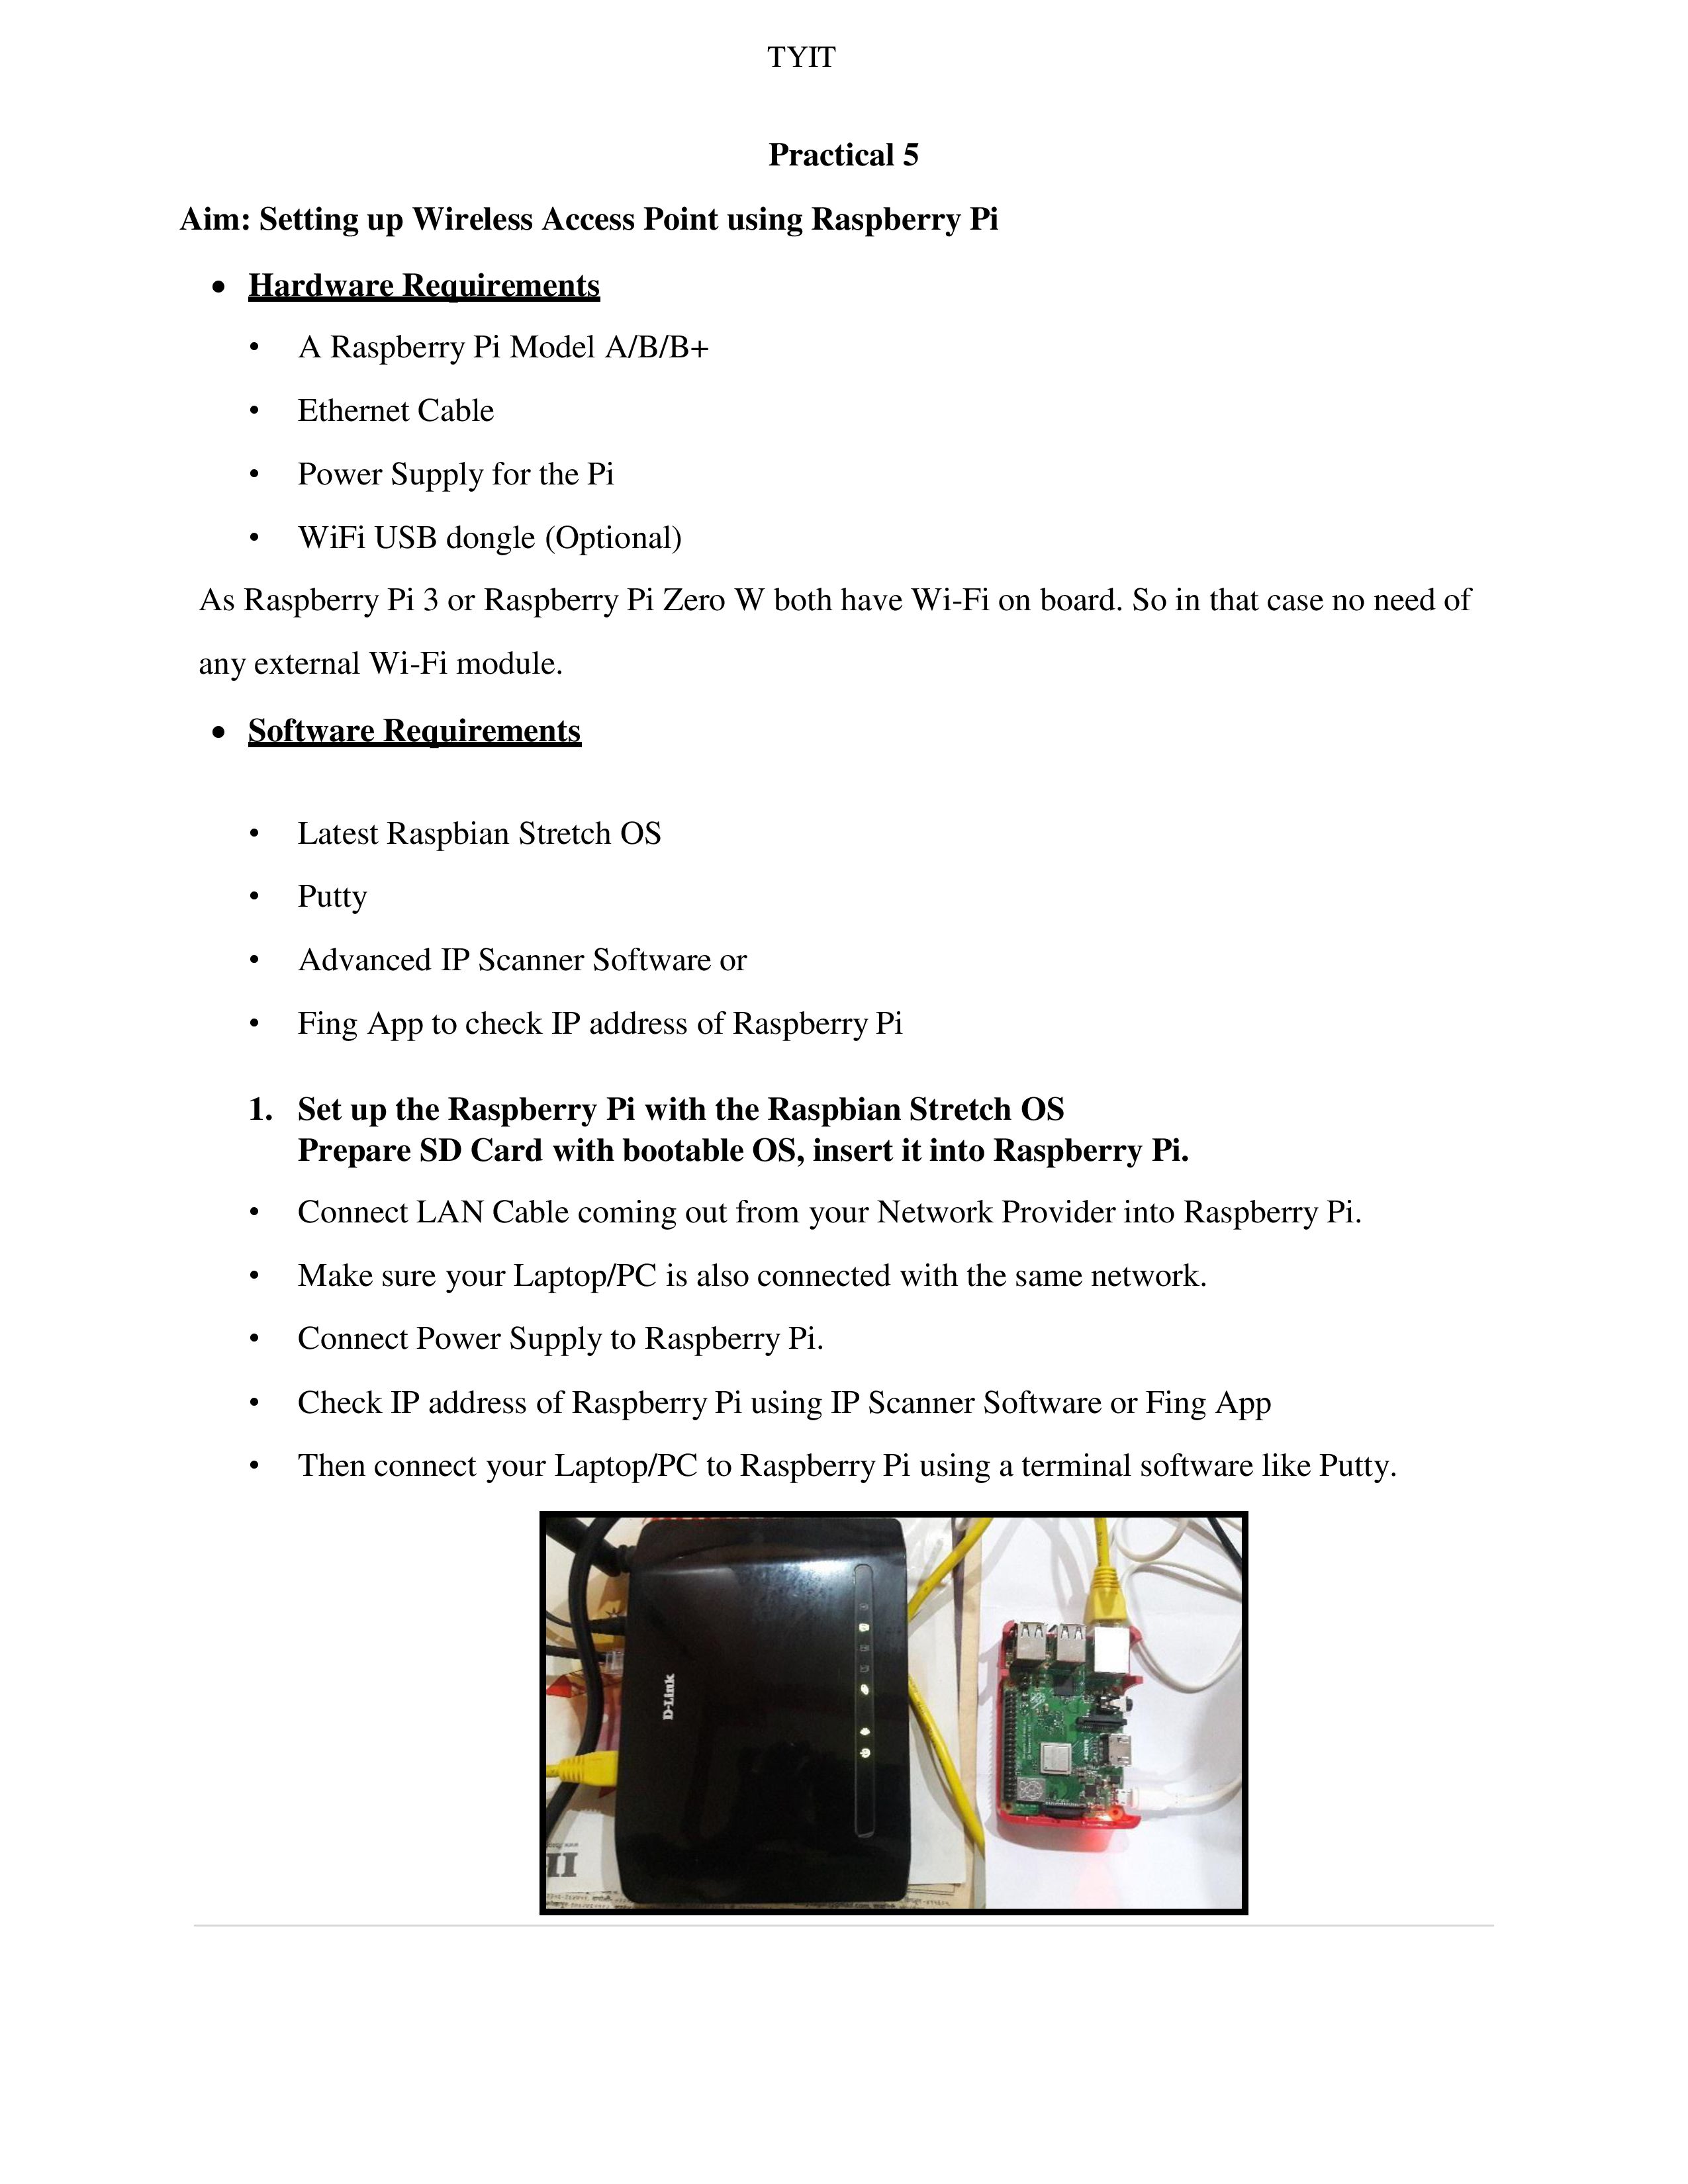 TYIT
Practical 5
Aim: Setting up Wireless Access Point using Raspberry Pi
• Hardware Requirements
• A Raspberry Pi Model A/B/B+
• Ethernet Cable
• Power Supply for the Pi
• WiFi USB dongle (Optional)
As Raspberry Pi 3 or Raspberry Pi Zero W both have Wi-Fi on board. So in that case no need of
any external Wi-Fi module.
• Software Requirements
• Latest Raspbian Stretch OS
• Putty
• Advanced IP Scanner Software or
• Fing App to check IP address of Raspberry Pi
1. Set up the Raspberry Pi with the Raspbian Stretch OS
Prepare SD Card with bootable OS, insert it into Raspberry Pi.
• Connect LAN Cable coming out from your Network Provider into Raspberry Pi.
• Make sure your Laptop/PC is also connected with the same network.
• Connect Power Supply to Raspberry Pi.
• Check IP address of Raspberry Pi using IP Scanner Software or Fing App
• Then connect your Laptop/PC to Raspberry Pi using a terminal software like Putty.
D-Link
HDMI